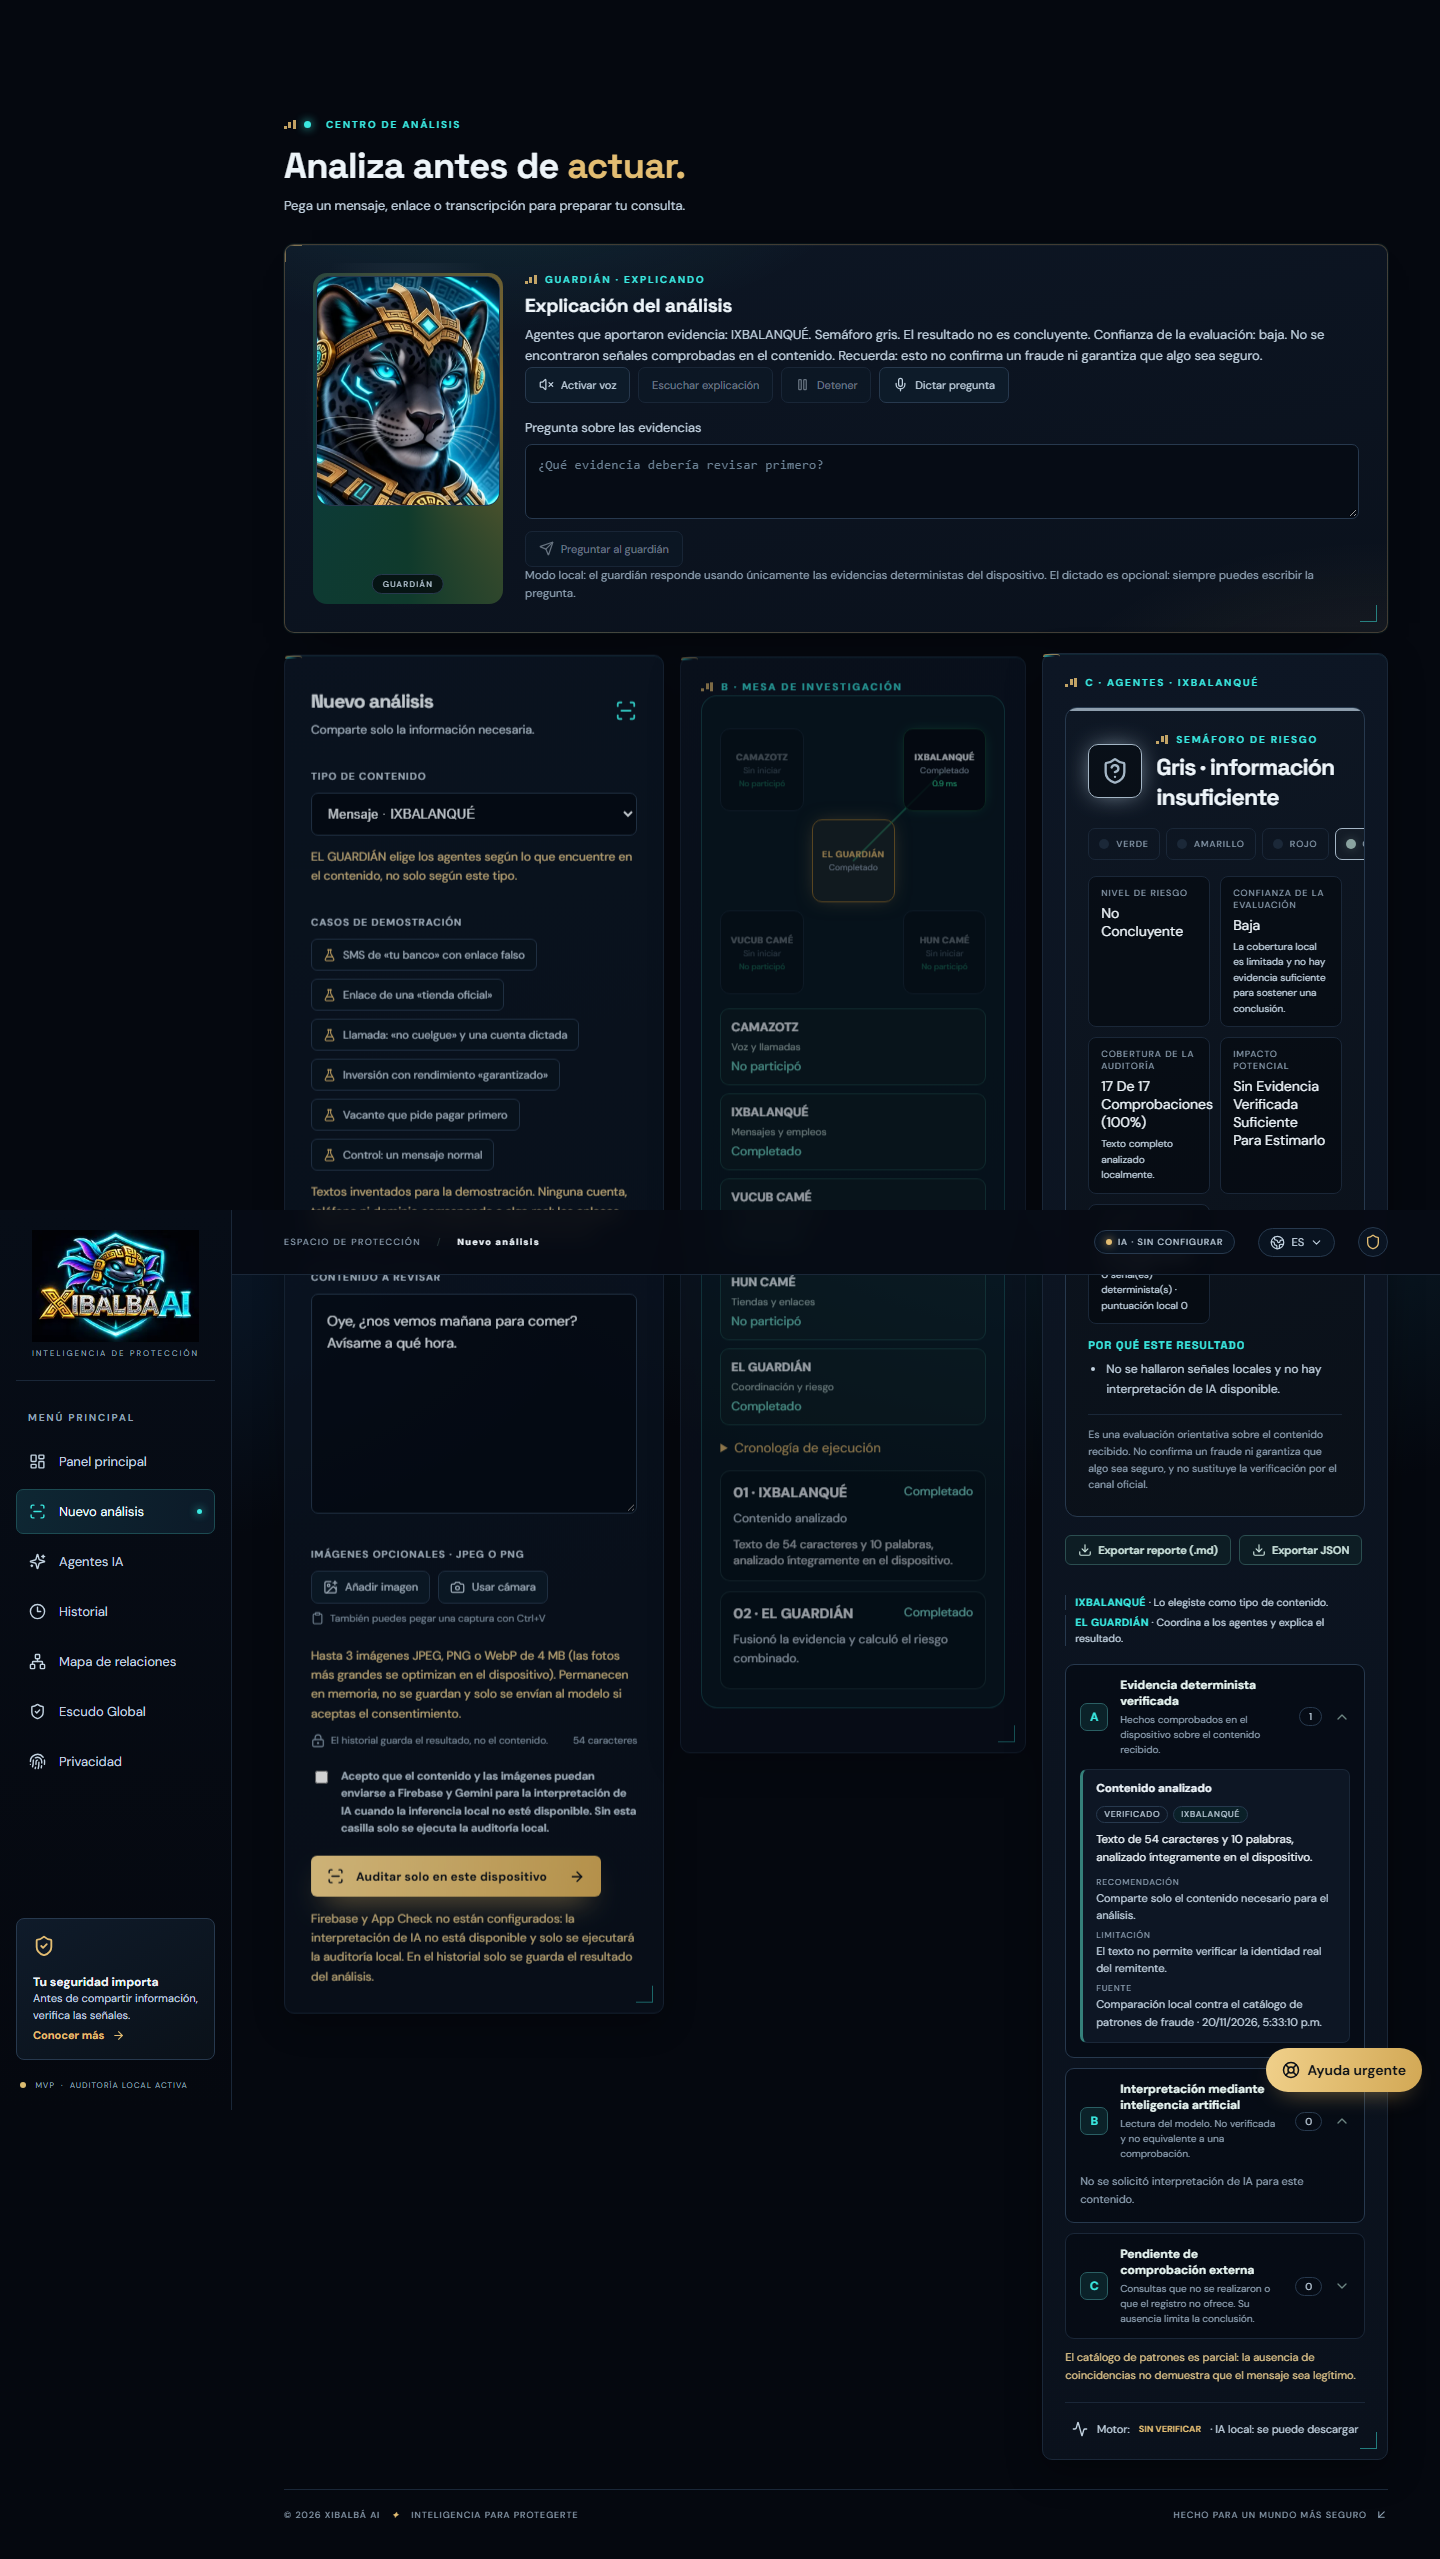 CENTRO DE ANÁLISIS
Analiza antes de actuar.
Pega un mensaje, enlace o transcripción para preparar tu consulta.
GUARDIÁN
GUARDIÁN · EXPLICANDO
Explicación del análisis
Agentes que aportaron evidencia: IXBALANQUÉ. Semáforo gris. El resultado no es concluyente. Confianza de la evaluación: baja. No se
encontraron señales comprobadas en el contenido. Recuerda: esto no confirma un fraude ni garantiza que algo sea seguro.
Activar voz
Escuchar explicación
Detener
Dictar pregunta
Pregunta sobre las evidencias
¿Qué evidencia debería revisar primero?
Preguntar al guardián
Modo local: el guardián responde usando únicamente las evidencias deterministas del dispositivo. El dictado es opcional: siempre puedes escribir la
pregunta.
Nuevo análisis
Comparte solo la información necesaria.
TIPO DE CONTENIDO
Mensaje · IXBALANQUÉ
EL GUARDIÁN elige los agentes según lo que encuentre en
el contenido, no solo según este tipo.
CASOS DE DEMOSTRACIÓN
SMS de «tu banco» con enlace falso
Enlace de una «tienda oficial»
Llamada: «no cuelgue» y una cuenta dictada
Inversión con rendimiento «garantizado»
Vacante que pide pagar primero
Control: un mensaje normal
Textos inventados para la demostración. Ninguna cuenta,
CONTENIDO A REVISAR
Oye, ¿nos vemos mañana para comer?
Avísame a qué hora.
IMÁGENES OPCIONALES · JPEG O PNG
Añadir imagen
Usar cámara
También puedes pegar una captura con Ctrl+V
Hasta 3 imágenes JPEG, PNG o WebP de 4 MB (las fotos
más grandes se optimizan en el dispositivo). Permanecen
en memoria, no se guardan y solo se envían al modelo si
aceptas el consentimiento.
El historial guarda el resultado, no el contenido.
54 caracteres
Acepto que el contenido y las imágenes puedan
enviarse a Firebase y Gemini para la interpretación de
IA cuando la inferencia local no esté disponible. Sin esta
casilla solo se ejecuta la auditoría local.
Auditar solo en este dispositivo
Firebase y App Check no están configurados: la
interpretación de IA no está disponible y solo se ejecutará
la auditoría local. En el historial solo se guarda el resultado
del análisis.
B · MESA DE INVESTIGACIÓN
CAMAZOTZ
Sin iniciar
No participó
IXBALANQUÉ
Completado
0.9 ms
EL GUARDIÁN
Completado
VUCUB CAMÉ
Sin iniciar
No participó
HUN CAMÉ
Sin iniciar
No participó
CAMAZOTZ
Voz y llamadas
No participó
IXBALANQUÉ
Mensajes y empleos
Completado
VUCUB CAMÉ
HUN CAMÉ
Tiendas y enlaces
No participó
EL GUARDIÁN
Coordinación y riesgo
Completado
Cronología de ejecución
01 · IXBALANQUÉ
Completado
Contenido analizado
Texto de 54 caracteres y 10 palabras,
analizado íntegramente en el dispositivo.
02 · EL GUARDIÁN
Completado
Fusionó la evidencia y calculó el riesgo
combinado.
C · AGENTES · IXBALANQUÉ
SEMÁFORO DE RIESGO
Gris · información
insuficiente
VERDE
AMARILLO
ROJO
NIVEL DE RIESGO
No
Concluyente
CONFIANZA DE LA
EVALUACIÓN
Baja
La cobertura local
es limitada y no hay
evidencia suficiente
para sostener una
conclusión.
COBERTURA DE LA
AUDITORÍA
17 De 17
Comprobaciones
(100%)
Texto completo
analizado
localmente.
IMPACTO
POTENCIAL
Sin Evidencia
Verificada
Suficiente
Para Estimarlo
0 señal(es)
determinista(s) ·
puntuación local 0
POR QUÉ ESTE RESULTADO
No se hallaron señales locales y no hay
interpretación de IA disponible.
Es una evaluación orientativa sobre el contenido
recibido. No confirma un fraude ni garantiza que
algo sea seguro, y no sustituye la verificación por el
canal oficial.
Exportar reporte (.md)
Exportar JSON
IXBALANQUÉ · Lo elegiste como tipo de contenido.
EL GUARDIÁN · Coordina a los agentes y explica el
resultado.
A
Evidencia determinista
verificada
Hechos comprobados en el
dispositivo sobre el contenido
recibido.
1
Contenido analizado
VERIFICADO
IXBALANQUÉ
Texto de 54 caracteres y 10 palabras,
analizado íntegramente en el dispositivo.
RECOMENDACIÓN
Comparte solo el contenido necesario para el
análisis.
LIMITACIÓN
El texto no permite verificar la identidad real
del remitente.
FUENTE
Comparación local contra el catálogo de
patrones de fraude · 20/11/2026, 5:33:10 p.m.
B
Interpretación mediante
inteligencia artificial
Lectura del modelo. No verificada
y no equivalente a una
comprobación.
0
No se solicitó interpretación de IA para este
contenido.
C
Pendiente de
comprobación externa
Consultas que no se realizaron o
que el registro no ofrece. Su
ausencia limita la conclusión.
0
El catálogo de patrones es parcial: la ausencia de
coincidencias no demuestra que el mensaje sea legítimo.
Motor: SIN VERIFICAR · IA local: se puede descargar
Ayuda urgente
ESPACIO DE PROTECCIÓN / Nuevo análisis
IA · SIN CONFIGURAR
ES
XIBALBÁ AI
INTELIGENCIA DE PROTECCIÓN
MENÚ PRINCIPAL
Panel principal
Nuevo análisis
Agentes IA
Historial
Mapa de relaciones
Escudo Global
Privacidad
Tu seguridad importa
Antes de compartir información,
verifica las señales.
Conocer más
MVP · AUDITORÍA LOCAL ACTIVA
© 2026 XIBALBÁ AI ✦ INTELIGENCIA PARA PROTEGERTE
HECHO PARA UN MUNDO MÁS SEGURO